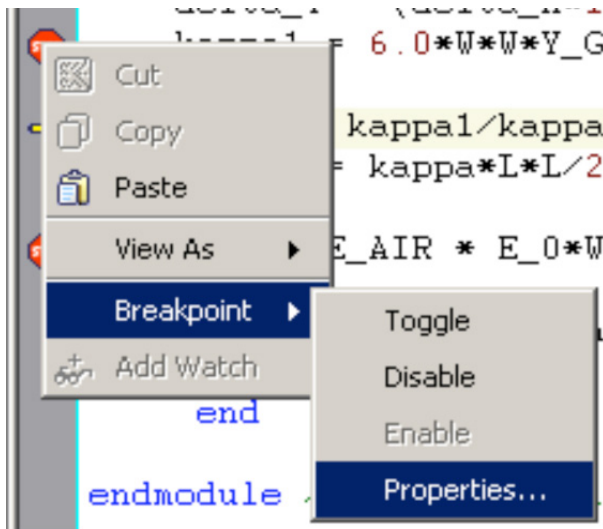 kappa1 = 6.0*W*W*Y_G
Cut
Copy
kappa1/kappa
= kappa*L*L/2
Paste
View As
E_AIR * E_0*W
Breakpoint
Toggle
Add Watch
Disable
end
Enable
endmodule
Properties...